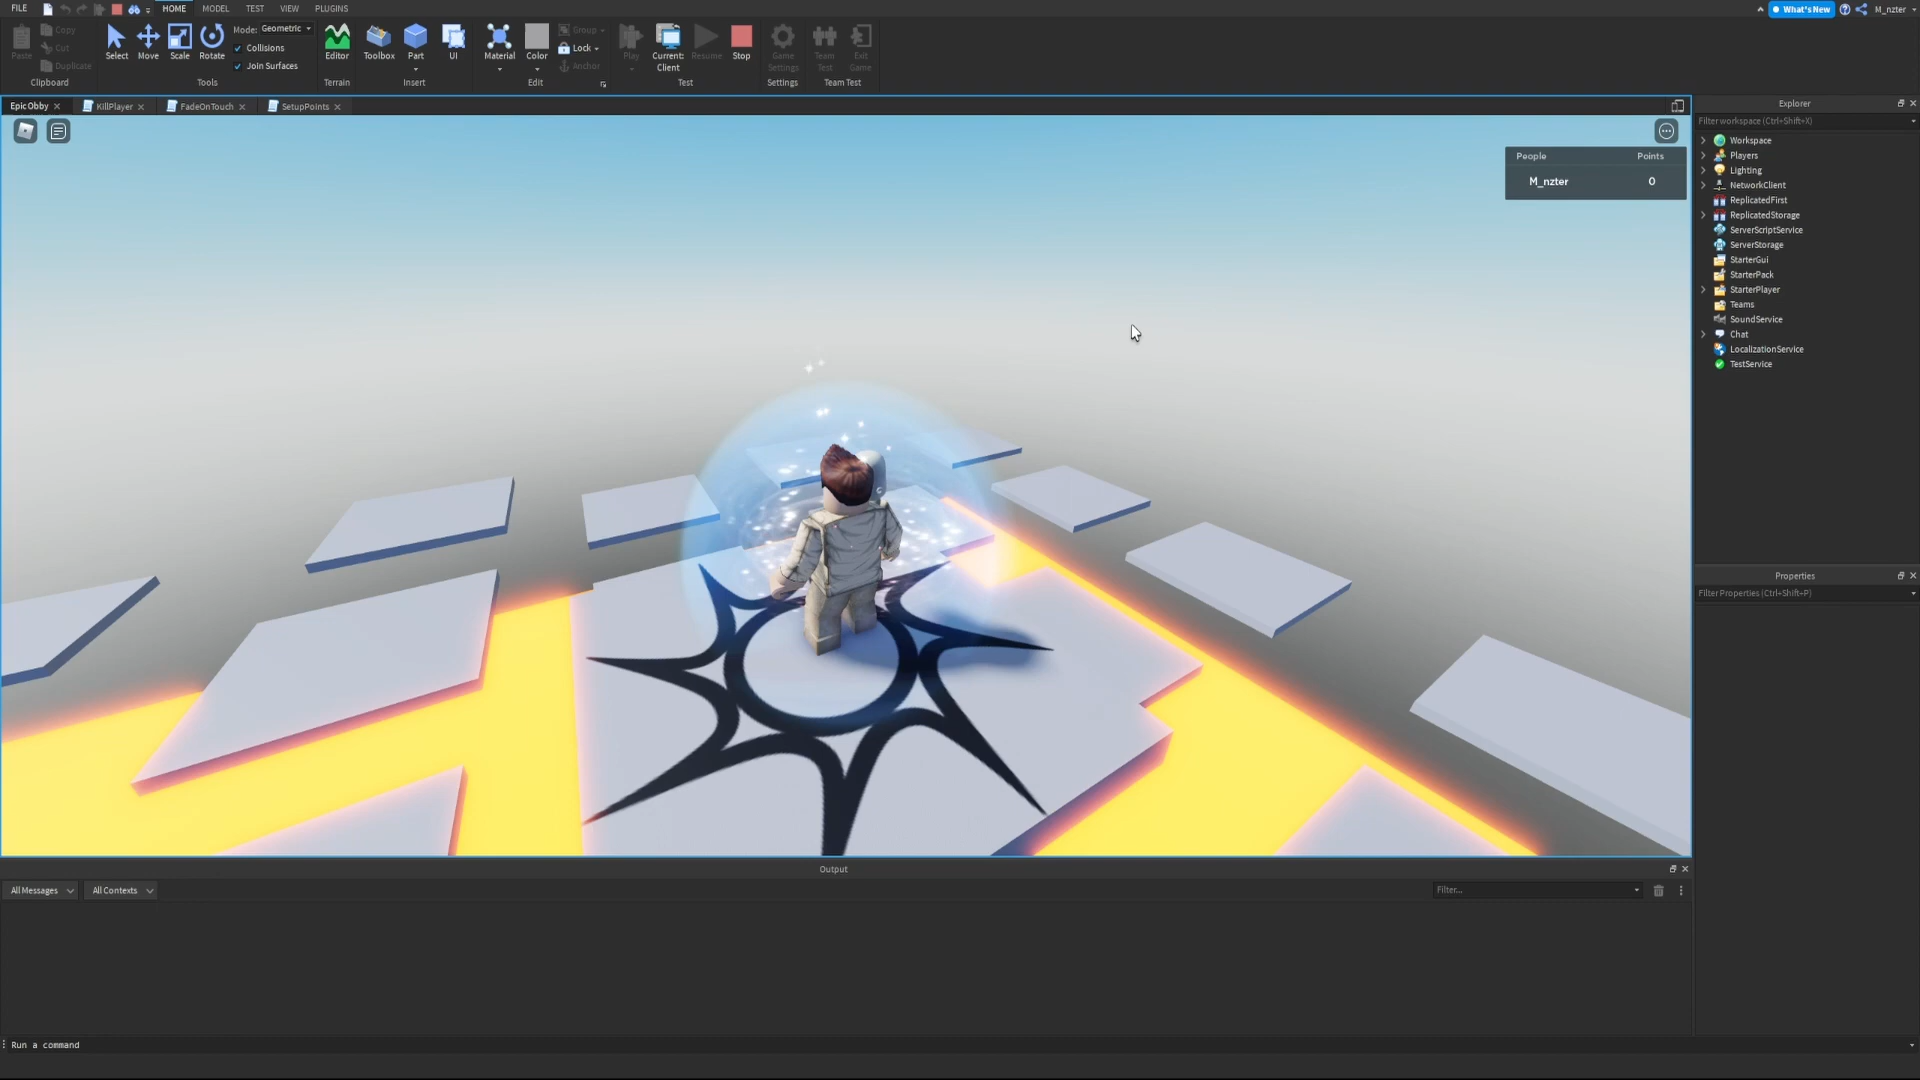 FILE
HOME
MODEL
TEST
VIEW
PLUGINS
What's New
M_nzter
Paste
Copy
Cut
Duplicate
Clipboard
Select
Move
Scale
Rotate
Mode:
Geometric
Collisions
Join Surfaces
Tools
Editor
Terrain
Toolbox
Part
UI
Insert
Material
Color
Group
Lock
Anchor
Edit
Play
Current:
Client
Resume
Stop
Test
Game
Settings
Settings
Team
Test
Exit
Game
Team Test
EpicObby
KillPlayer
FadeOnTouch
SetupPoints
People Points
M_nzter 0
Explorer
Filter workspace (Ctrl+Shift+X)
Workspace
Players
Lighting
NetworkClient
ReplicatedFirst
ReplicatedStorage
ServerScriptService
ServerStorage
StarterGui
StarterPack
StarterPlayer
Teams
SoundService
Chat
LocalizationService
TestService
Properties
Filter Properties (Ctrl+Shift+P)
Output
All Messages
All Contexts
Filter...
Run a command